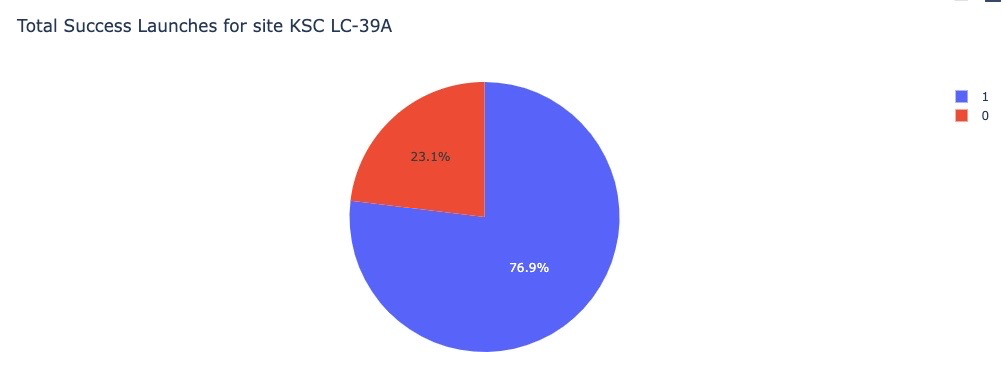 Total Success Launches for site KSC LC-39A
1
0
23.1%
76.9%